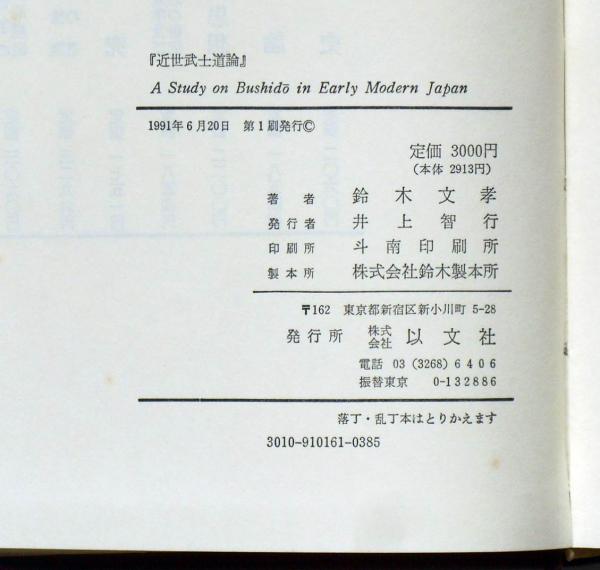 『近世武士道論』
A Study on Bushidō in Early Modern Japan
1991年6月20日 第1刷発行©
定価 3000円
(本体 2913円)
著者 鈴木文孝
発行者 井上智行
印刷所 斗南印刷所
製本所 株式会社鈴木製本所
〒162 東京都新宿区新小川町 5-28
発行所 株式会社 以文社
電話 03 (3268) 6406
振替東京 0-132886
落丁・乱丁本はとりかえます
3010-910161-0385